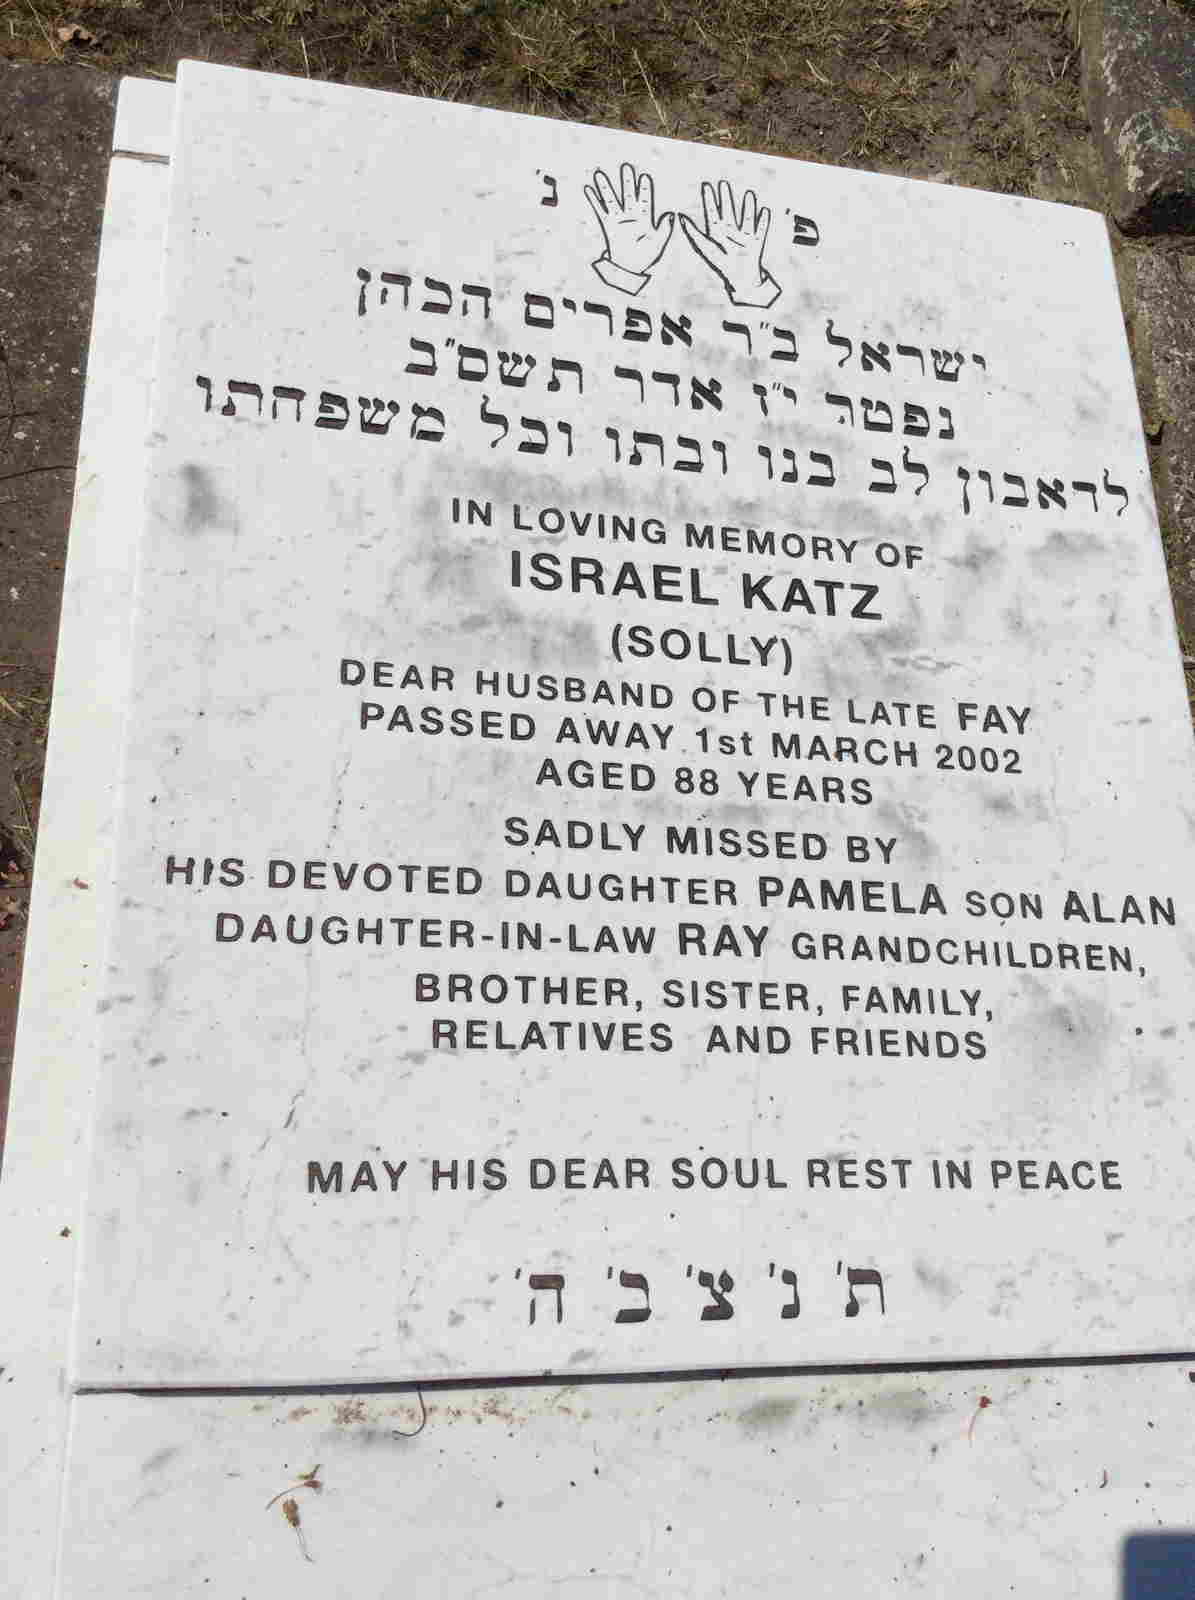 פ׳ נ׳
ישראל ב״ר אפרים הכהן
נפטר י״ז אדר תשס״ב
לדאבון לב בנו ובתו וכל משפחתו
IN LOVING MEMORY OF
ISRAEL KATZ
(SOLLY)
DEAR HUSBAND OF THE LATE FAY
PASSED AWAY 1st MARCH 2002
AGED 88 YEARS
SADLY MISSED BY
HIS DEVOTED DAUGHTER PAMELA SON ALAN
DAUGHTER-IN-LAW RAY GRANDCHILDREN,
BROTHER, SISTER, FAMILY,
RELATIVES AND FRIENDS
MAY HIS DEAR SOUL REST IN PEACE
ת׳ נ׳ צ׳ ב׳ ה׳